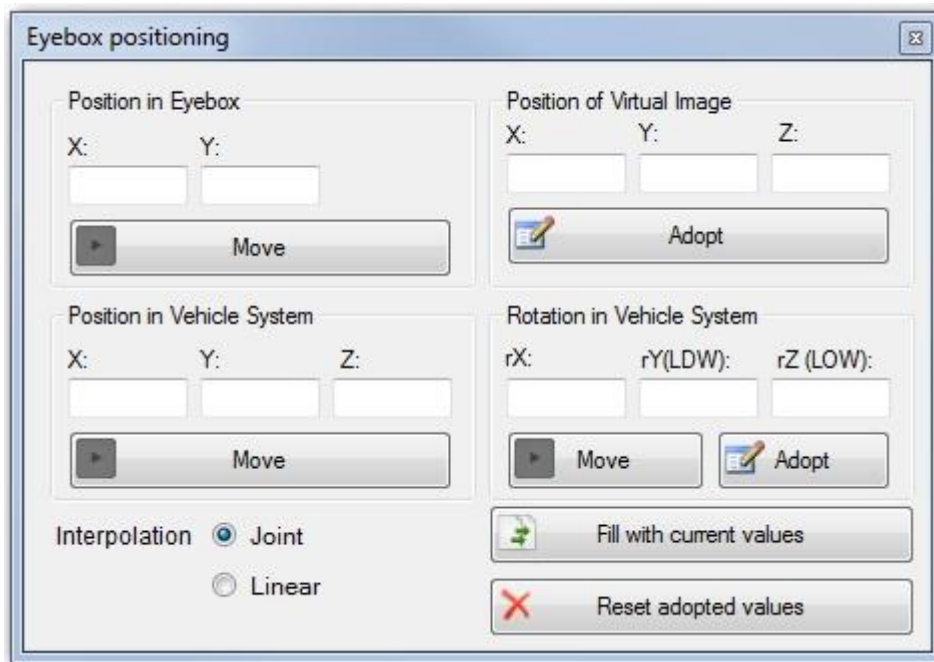 Eyebox positioning
Position in Eyebox
X: Y:
Move
Position of Virtual Image
X: Y: Z:
Adopt
Position in Vehicle System
X: Y: Z:
Move
Rotation in Vehicle System
rX: rY(LDW): rZ (LOW):
Move Adopt
Interpolation Joint
Linear
Fill with current values
Reset adopted values